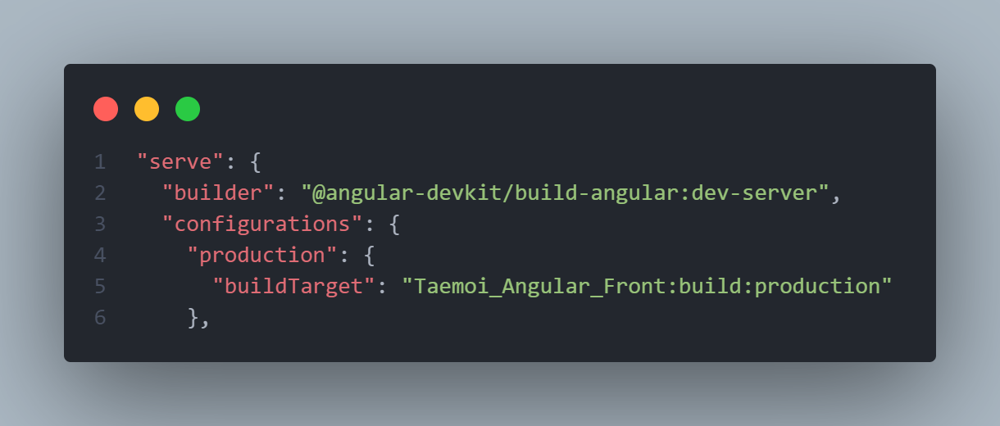 1 "serve": {
2 "builder": "@angular-devkit/build-angular:dev-server",
3 "configurations": {
4 "production": {
5 "buildTarget": "Taemoi_Angular_Front:build:production"
6 },